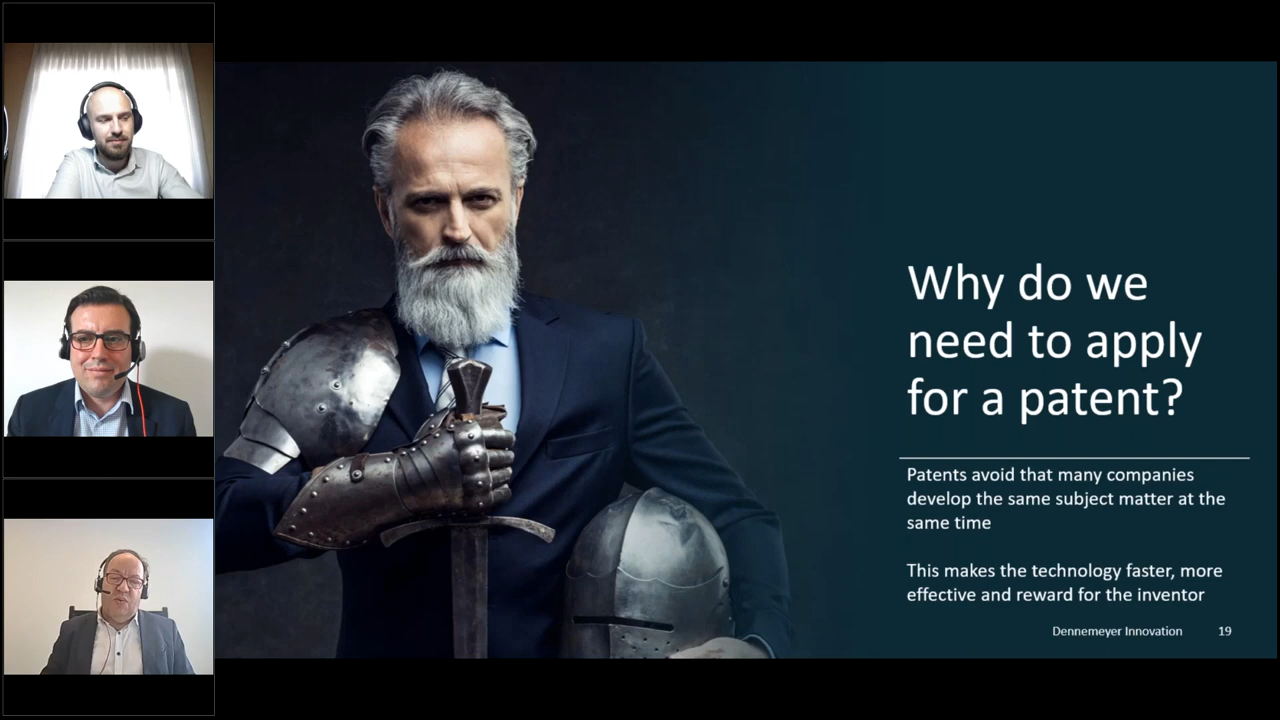 Why do we
need to apply
for a patent?
Patents avoid that many companies
develop the same subject matter at the
same time
This makes the technology faster, more
effective and reward for the inventor
Dennemeyer Innovation 19